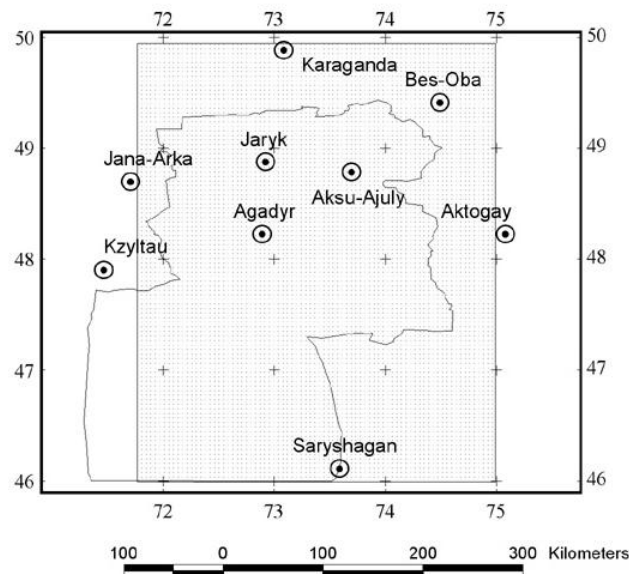 72 73 74 75
50 50
Karaganda
Bes-Oba
49 49
Jaryk
Jana-Arka
Aksu-Ajuly
Agadyr
Aktogay
Kzyltau
48 48
47 47
Saryshagan
46 46
72 73 74 75
100 0 100 200 300 Kilometers